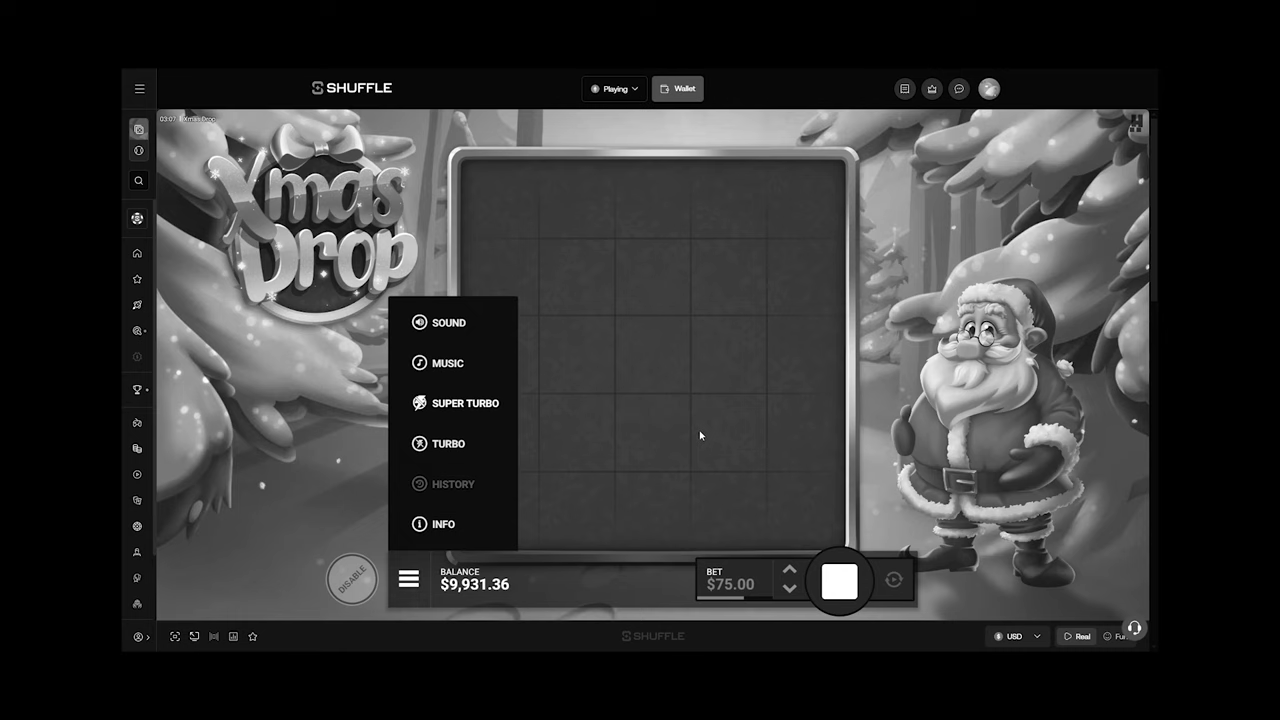 SHUFFLE
Playing
Wallet
03:07 | Xmas Drop
Xmas
Drop
SOUND
MUSIC
SUPER TURBO
TURBO
HISTORY
INFO
DISABLE
BALANCE
$9,931.36
BET
$75.00
SHUFFLE
USD
Real
Fun